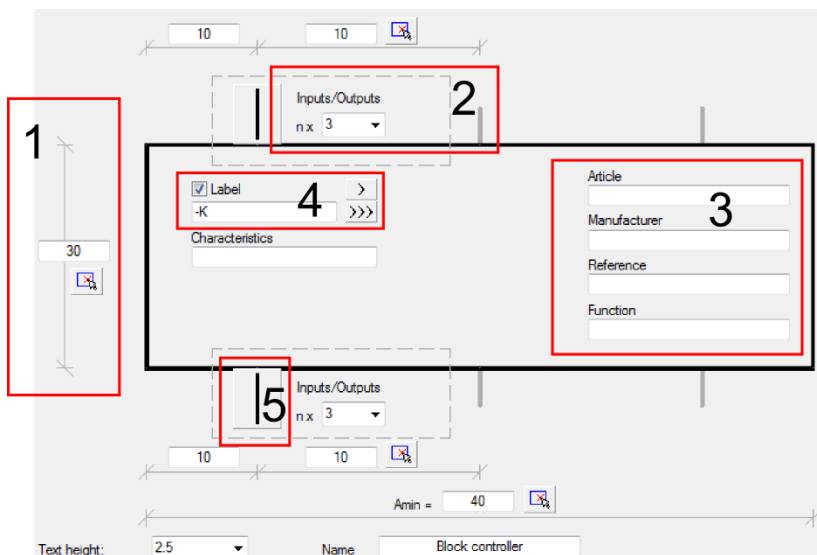 10 10
1
Inputs/Outputs
n x 3
2
Label >
-K >>>
4
Characteristics
Article
Manufacturer
Reference
Function
3
30
Inputs/Outputs
n x 3
5
10 10
Amin = 40
Text height: 2.5 Name Block controller